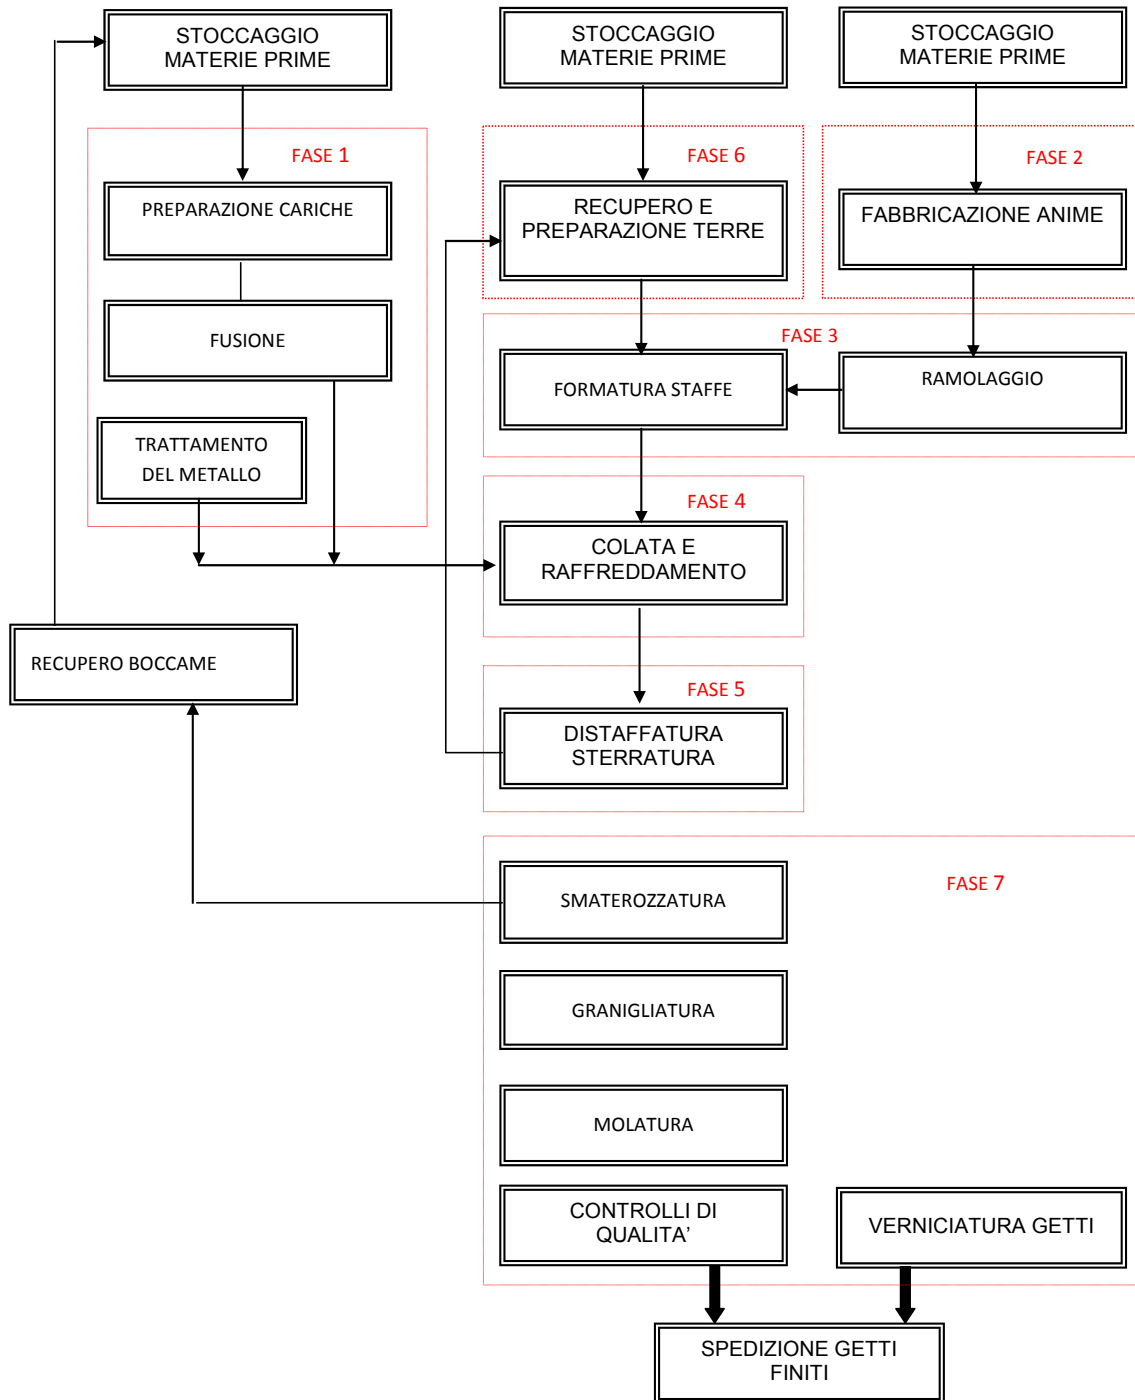 STOCCAGGIO
MATERIE PRIME
STOCCAGGIO
MATERIE PRIME
STOCCAGGIO
MATERIE PRIME
FASE 1
FASE 6
FASE 2
PREPARAZIONE CARICHE
RECUPERO E
PREPARAZIONE TERRE
FABBRICAZIONE ANIME
FUSIONE
FASE 3
FORMATURA STAFFE
RAMOLAGGIO
TRATTAMENTO
DEL METALLO
FASE 4
COLATA E
RAFFREDDAMENTO
RECUPERO BOCCAME
FASE 5
DISTAFFATURA
STERRATURA
FASE 7
SMATEROZZATURA
GRANIGLIATURA
MOLATURA
CONTROLLI DI
QUALITA’
VERNICIATURA GETTI
SPEDIZIONE GETTI
FINITI